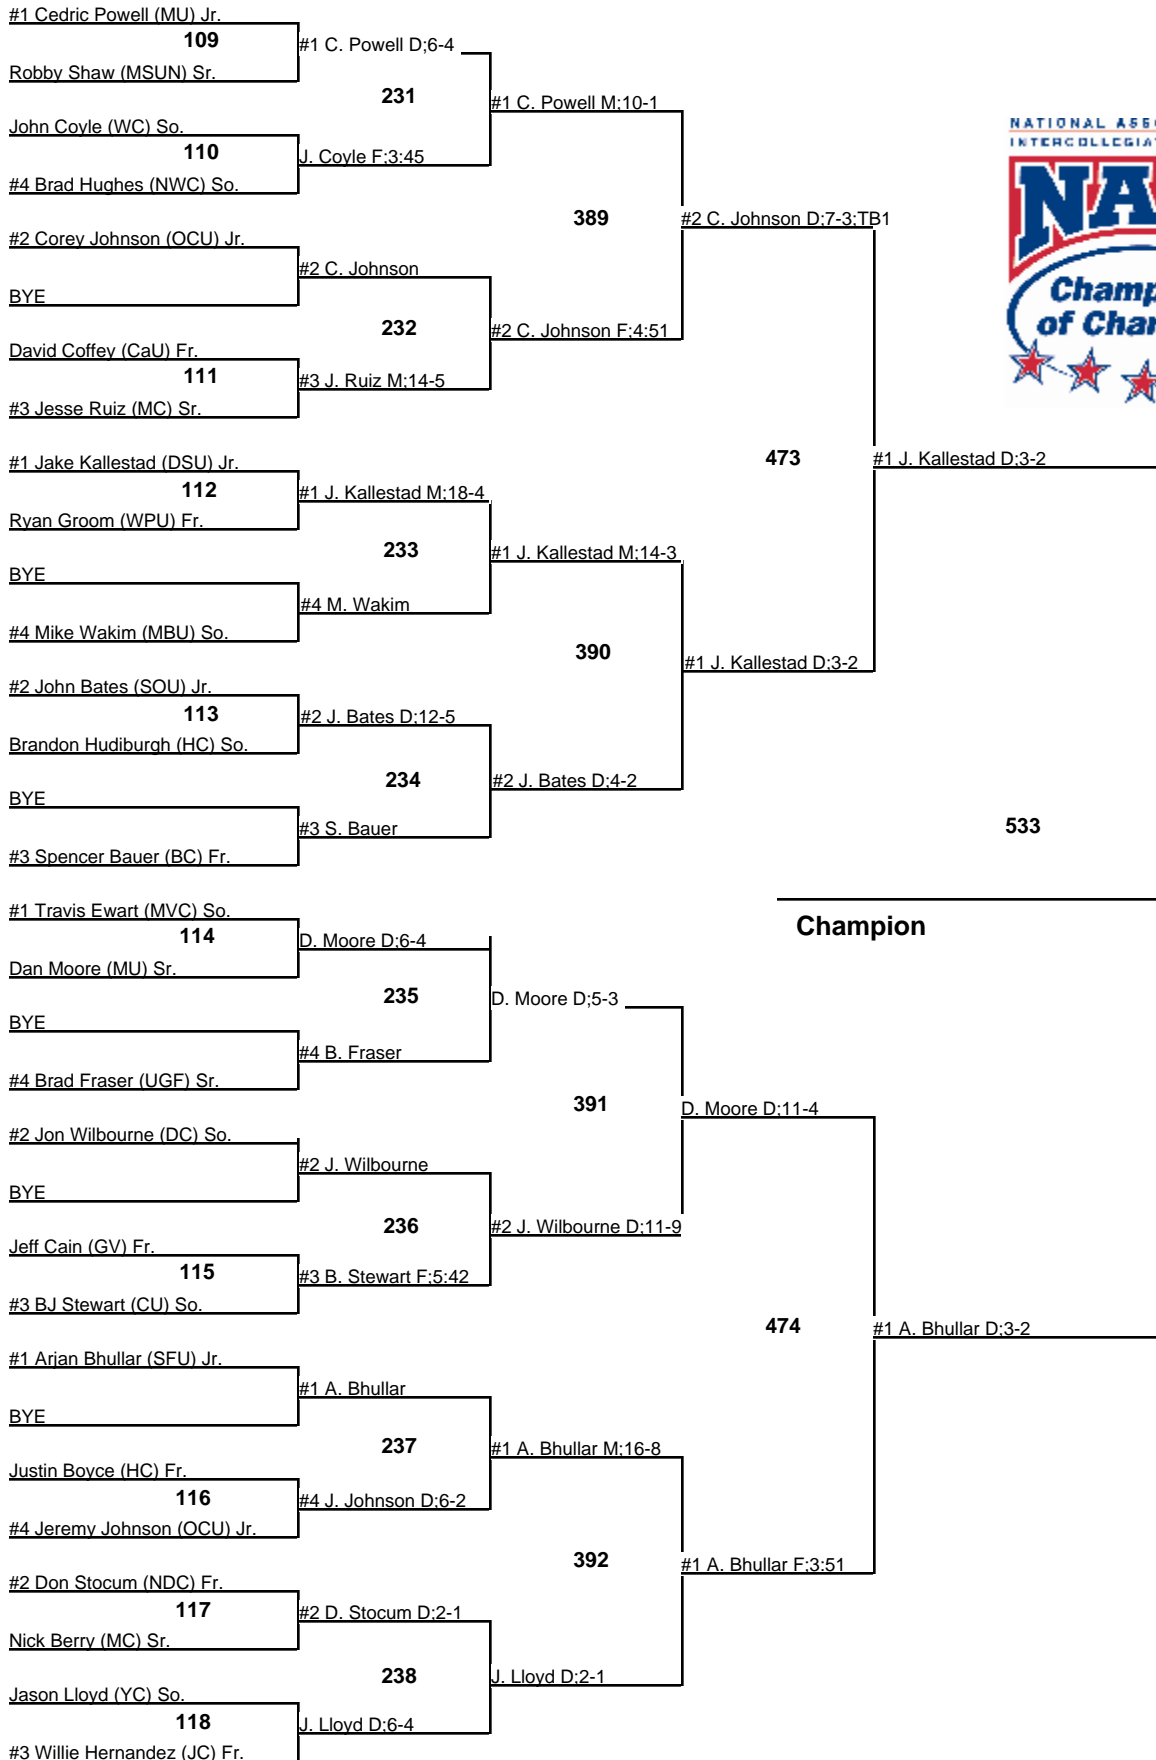 #1 Cedric Powell (MU) Jr.
109
#1 C. Powell D;6-4
Robby Shaw (MSUN) Sr.
231
#1 C. Powell M;10-1
John Coyle (WC) So.
110
J. Coyle F;3:45
#4 Brad Hughes (NWC) So.
389
#2 C. Johnson D;7-3;TB1
#2 Corey Johnson (OCU) Jr.
#2 C. Johnson
BYE
232
#2 C. Johnson F;4:51
David Coffey (CaU) Fr.
111
#3 J. Ruiz M;14-5
#3 Jesse Ruiz (MC) Sr.
NATIONAL ASS
INTERCOLLEGIA
NA
Champ
of Char
473
#1 J. Kallestad D;3-2
#1 Jake Kallestad (DSU) Jr.
112
#1 J. Kallestad M;18-4
Ryan Groom (WPU) Fr.
233
#1 J. Kallestad M;14-3
BYE
#4 M. Wakim
#4 Mike Wakim (MBU) So.
390
#1 J. Kallestad D;3-2
#2 John Bates (SOU) Jr.
113
#2 J. Bates D;12-5
Brandon Hudiburgh (HC) So.
234
#2 J. Bates D;4-2
BYE
#3 S. Bauer
#3 Spencer Bauer (BC) Fr.
533
Champion
#1 Travis Ewart (MVC) So.
114
D. Moore D;6-4
Dan Moore (MU) Sr.
235
D. Moore D;5-3
BYE
#4 B. Fraser
#4 Brad Fraser (UGF) Sr.
391
D. Moore D;11-4
#2 Jon Wilbourne (DC) So.
#2 J. Wilbourne
BYE
236
#2 J. Wilbourne D;11-9
Jeff Cain (GV) Fr.
115
#3 B. Stewart F;5:42
#3 BJ Stewart (CU) So.
474
#1 A. Bhullar D;3-2
#1 Arjan Bhullar (SFU) Jr.
#1 A. Bhullar
BYE
237
#1 A. Bhullar M;16-8
Justin Boyce (HC) Fr.
116
#4 J. Johnson D;6-2
#4 Jeremy Johnson (OCU) Jr.
392
#1 A. Bhullar F;3:51
#2 Don Stocum (NDC) Fr.
117
#2 D. Stocum D;2-1
Nick Berry (MC) Sr.
238
J. Lloyd D;2-1
Jason Lloyd (YC) So.
118
J. Lloyd D;6-4
#3 Willie Hernandez (JC) Fr.